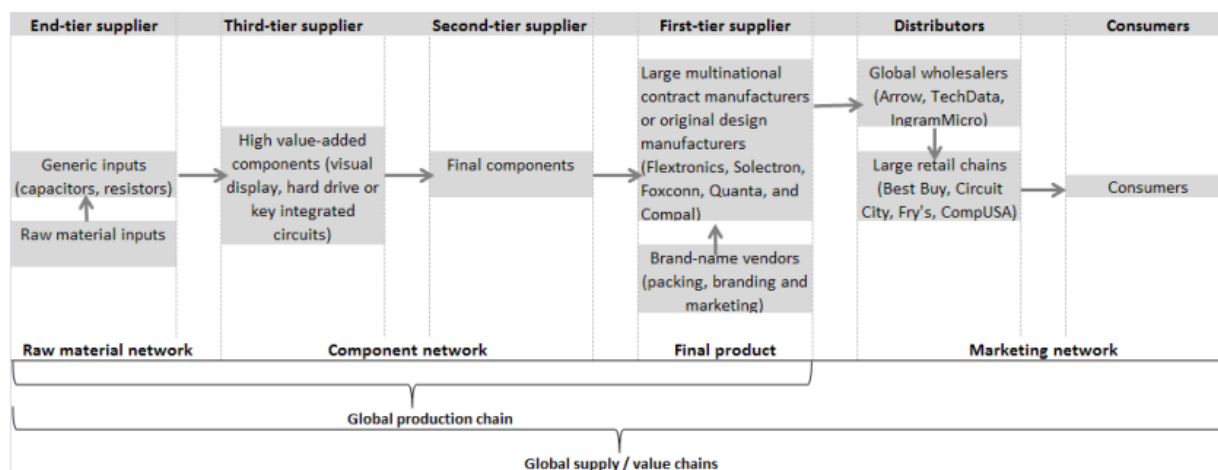 End-tier supplier
Third-tier supplier
Second-tier supplier
First-tier supplier
Distributors
Consumers
Generic inputs
(capacitors, resistors)
Raw material inputs
High value-added
components (visual
display, hard drive or
key integrated
circuits)
Final components
Large multinational
contract manufacturers
or original design
manufacturers
(Flextronics, Solectron,
Foxconn, Quanta, and
Compal)
Brand-name vendors
(packing, branding and
marketing)
Global wholesalers
(Arrow, TechData,
IngramMicro)
Large retail chains
(Best Buy, Circuit
City, Fry's, CompUSA)
Consumers
Raw material network
Component network
Final product
Marketing network
Global production chain
Global supply / value chains